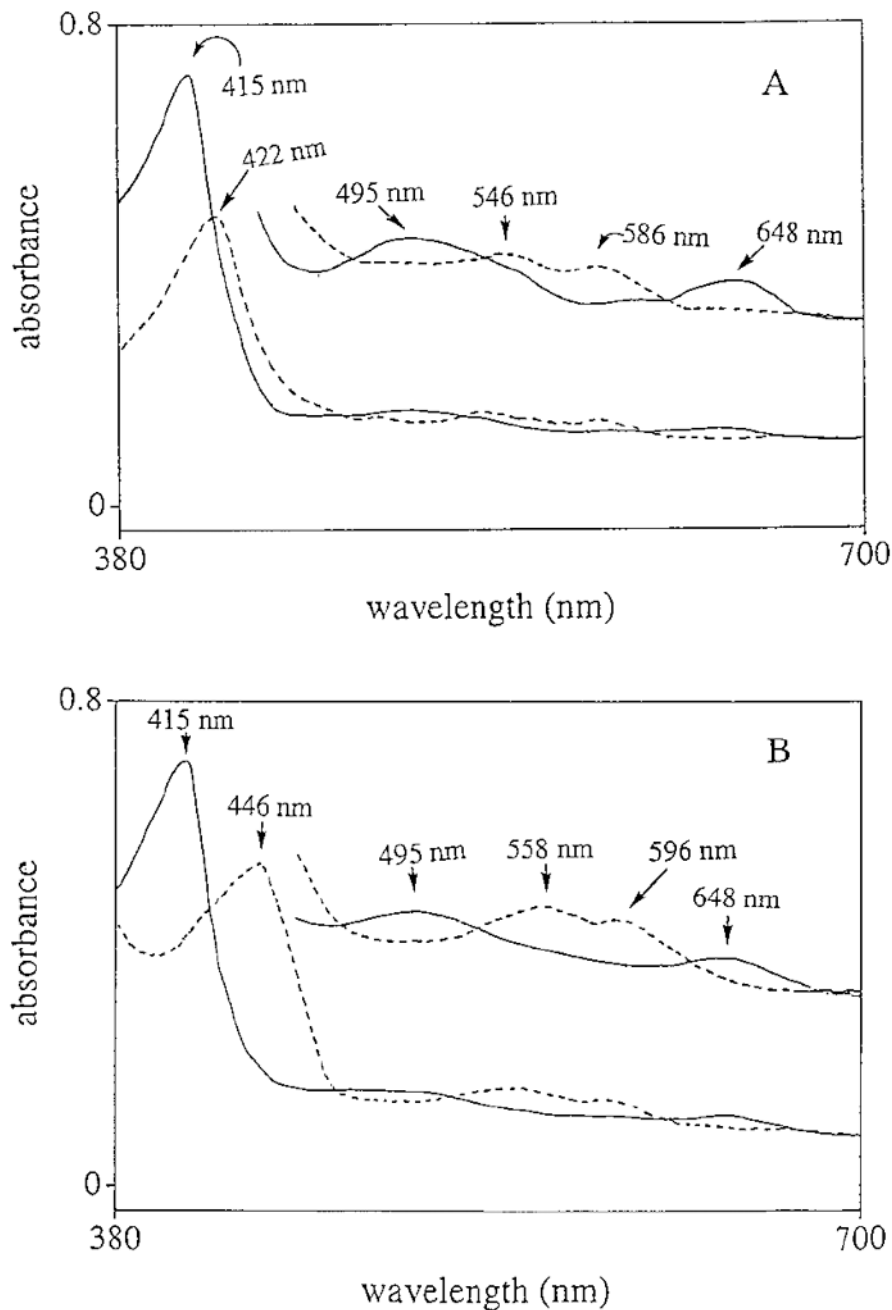 0.8
A
415 nm
422 nm
495 nm
546 nm
586 nm
648 nm
absorbance
0
380
700
wavelength (nm)
0.8
415 nm
B
446 nm
495 nm
558 nm
596 nm
648 nm
absorbance
0
380
700
wavelength (nm)